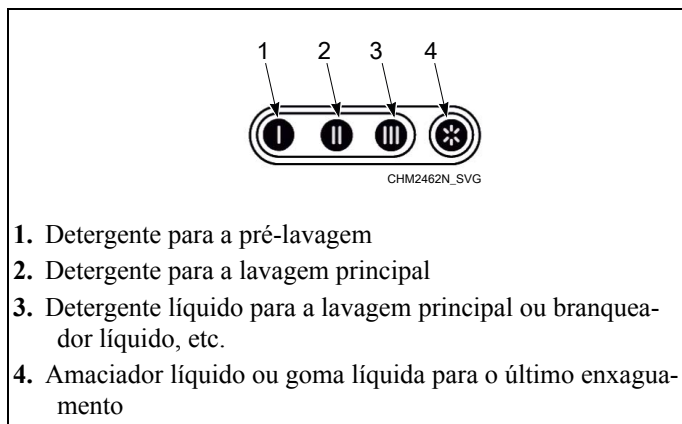 1 2 3 4
I II III
CHM2462N_SVG
1. Detergente para a pré-lavagem
2. Detergente para a lavagem principal
3. Detergente líquido para a lavagem principal ou branquea-
dor líquido, etc.
4. Amaciador líquido ou goma líquida para o último enxagua-
mento